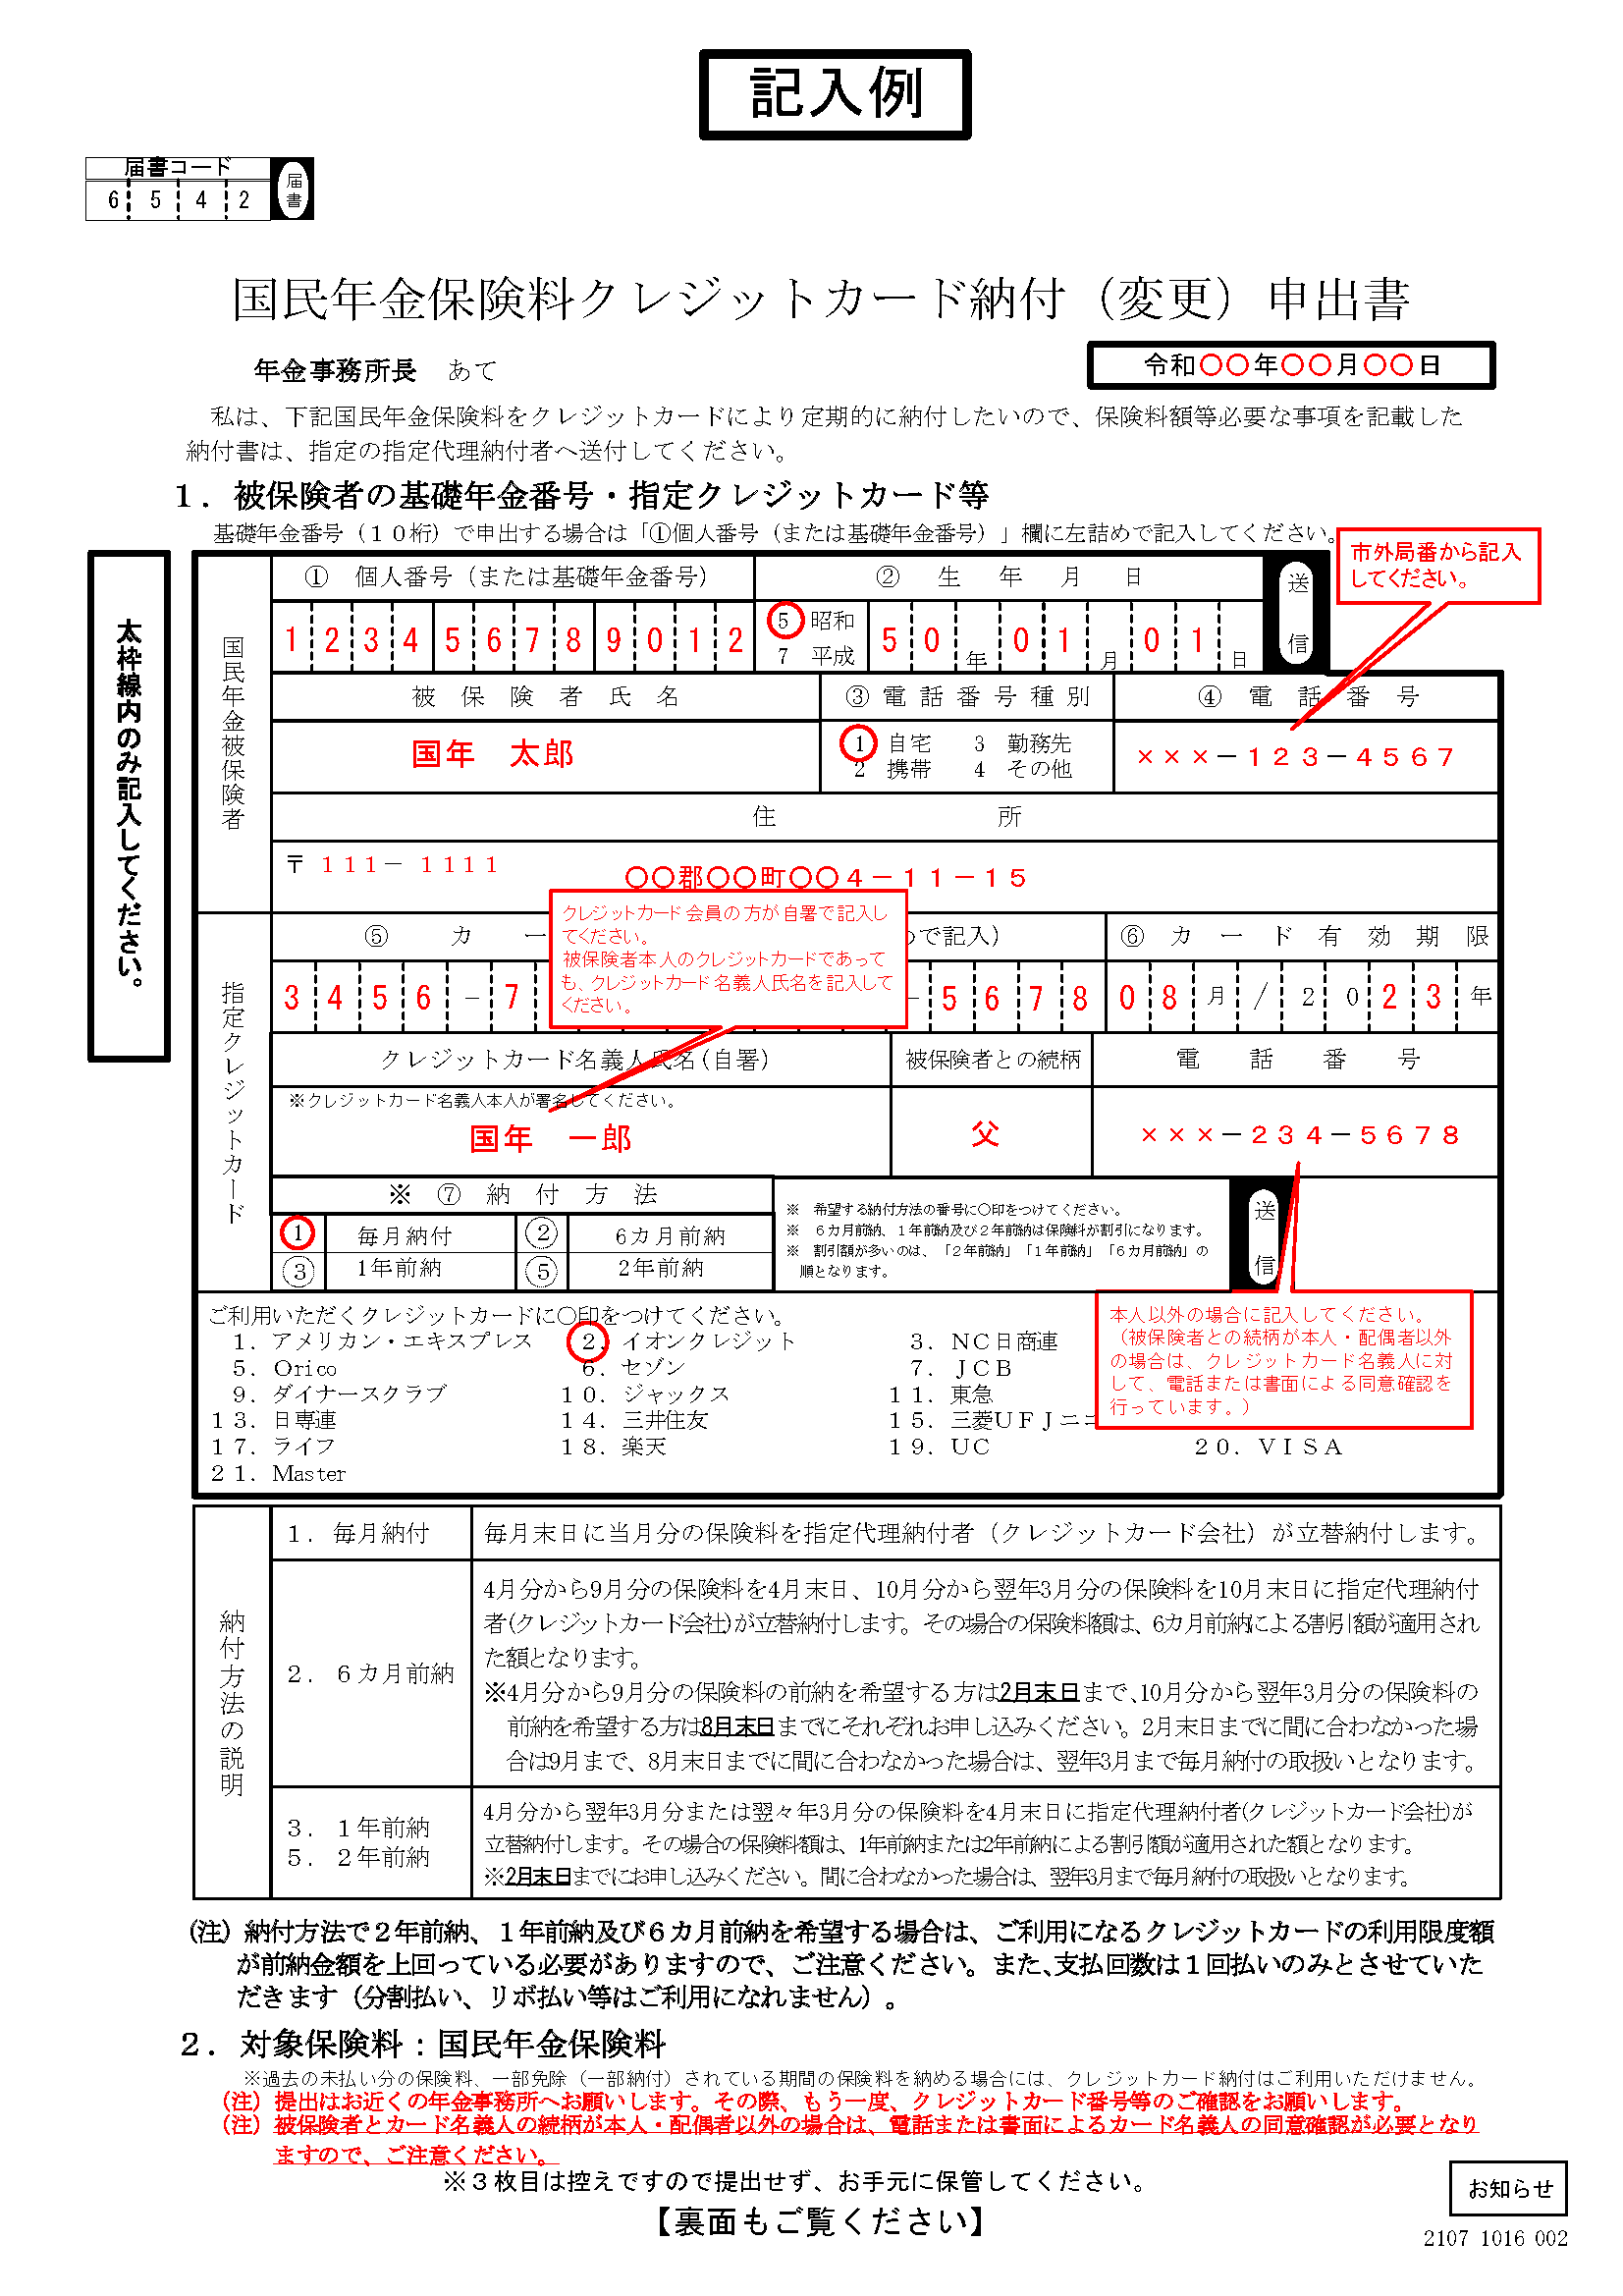 記入例
届書コード
6 5 4 2
届書
国民年金保険料クレジットカード納付（変更）申出書
年金事務所長　あて
令和〇〇年〇〇月〇〇日
私は、下記国民年金保険料をクレジットカードにより定期的に納付したいので、保険料額等必要な事項を記載した
納付書は、指定の指定代理納付者へ送付してください。
１．被保険者の基礎年金番号・指定クレジットカード等
基礎年金番号（１０桁）で申出する場合は「①個人番号（または基礎年金番号）」欄に左詰めで記入してください。
市外局番から記入
してください。
太枠線内のみ記入してください。
国民年金被保険者
①　個人番号（または基礎年金番号）
②　生　年　月　日
送信
1 2 3 4 5 6 7 8 9 0 1 2
5　昭和
7　平成
5 0 年 0 1 月 0 1 日
被　保　険　者　氏　名
③電話番号種別
④　電　話　番　号
国年　太郎
1　自宅　3　勤務先
2　携帯　4　その他
×××－１２３－４５６７
住　所
〒 １１１－１１１１
〇〇郡〇〇町〇〇４－１１－１５
指定クレジットカード
⑤　カー
めで記入）
⑥　カード有効期限
クレジットカード会員の方が自署で記入し
てください。
被保険者本人のクレジットカードであって
も、クレジットカード名義人氏名を記入して
ください。
3 4 5 6 － 7
－ 5 6 7 8
0 8 月 / 2 0 2 3 年
クレジットカード名義人氏名（自署）
被保険者との続柄
電　話　番　号
※クレジットカード名義人本人が署名してください。
国年　一郎
父
×××－２３４－５６７８
※　⑦　納　付　方　法
① 毎月納付　② 6カ月前納
③ 1年前納　⑤ 2年前納
※　希望する納付方法の番号に〇印をつけてください。
※　６カ月前納、１年前納及び２年前納は保険料が割引になります。
※　割引額が多いのは、「２年前納」「１年前納」「６カ月前納」の
順となります。
送信
本人以外の場合に記入してください。
（被保険者との続柄が本人・配偶者以外
の場合は、クレジットカード名義人に対
して、電話または書面による同意確認を
行っています。）
ご利用いただくクレジットカードに〇印をつけてください。
１．アメリカン・エキスプレス　２．イオンクレジット　３．ＮＣ日商連
５．Orico　６．セゾン　７．ＪＣＢ
９．ダイナースクラブ　１０．ジャックス　１１．東急
１３．日専連　１４．三井住友　１５．三菱ＵＦＪニコ
１７．ライフ　１８．楽天　１９．UC　２０．ＶＩＳＡ
２１．Master
納付方法の説明
１．毎月納付
毎月末日に当月分の保険料を指定代理納付者（クレジットカード会社）が立替納付します。
２．６カ月前納
4月分から9月分の保険料を4月末日、10月分から翌年3月分の保険料を10月末日に指定代理納付
者(クレジットカード会社)が立替納付します。その場合の保険料額は、6カ月前納による割引額が適用され
た額となります。
※4月分から9月分の保険料の前納を希望する方は2月末日まで、10月分から翌年3月分の保険料の
前納を希望する方は8月末日までにそれぞれお申し込みください。2月末日までに間に合わなかった場
合は9月まで、8月末日までに間に合わなかった場合は、翌年3月まで毎月納付の取扱いとなります。
３．１年前納
５．２年前納
4月分から翌年3月分または翌々年3月分の保険料を4月末日に指定代理納付者(クレジットカード会社)が
立替納付します。その場合の保険料額は、1年前納または2年前納による割引額が適用された額となります。
※2月末日までにお申し込みください。間に合わなかった場合は、翌年3月まで毎月納付の取扱いとなります。
（注）納付方法で２年前納、１年前納及び６カ月前納を希望する場合は、ご利用になるクレジットカードの利用限度額
が前納金額を上回っている必要がありますので、ご注意ください。また、支払回数は１回払いのみとさせていた
だきます（分割払い、リボ払い等はご利用になれません）。
２．対象保険料：国民年金保険料
※過去の未払い分の保険料、一部免除（一部納付）されている期間の保険料を納める場合には、クレジットカード納付はご利用いただけません。
（注）提出はお近くの年金事務所へお願いします。その際、もう一度、クレジットカード番号等のご確認をお願いします。
（注）被保険者とカード名義人の続柄が本人・配偶者以外の場合は、電話または書面によるカード名義人の同意確認が必要となり
ますので、ご注意ください。
※３枚目は控えですので提出せず、お手元に保管してください。
【裏面もご覧ください】
お知らせ
2107 1016 002